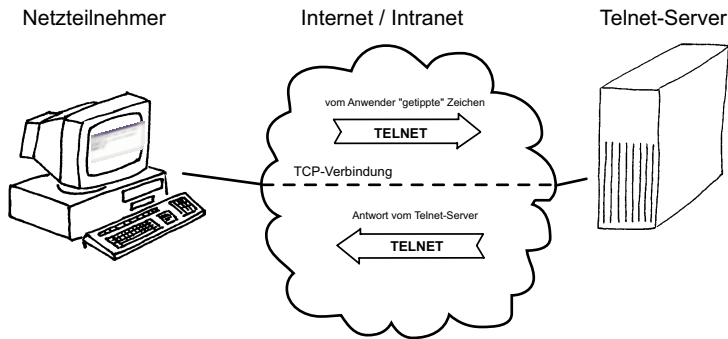 Netzteilnehmer
Internet / Intranet
Telnet-Server
vom Anwender "getippte" Zeichen
TELNET
TCP-Verbindung
Antwort vom Telnet-Server
TELNET